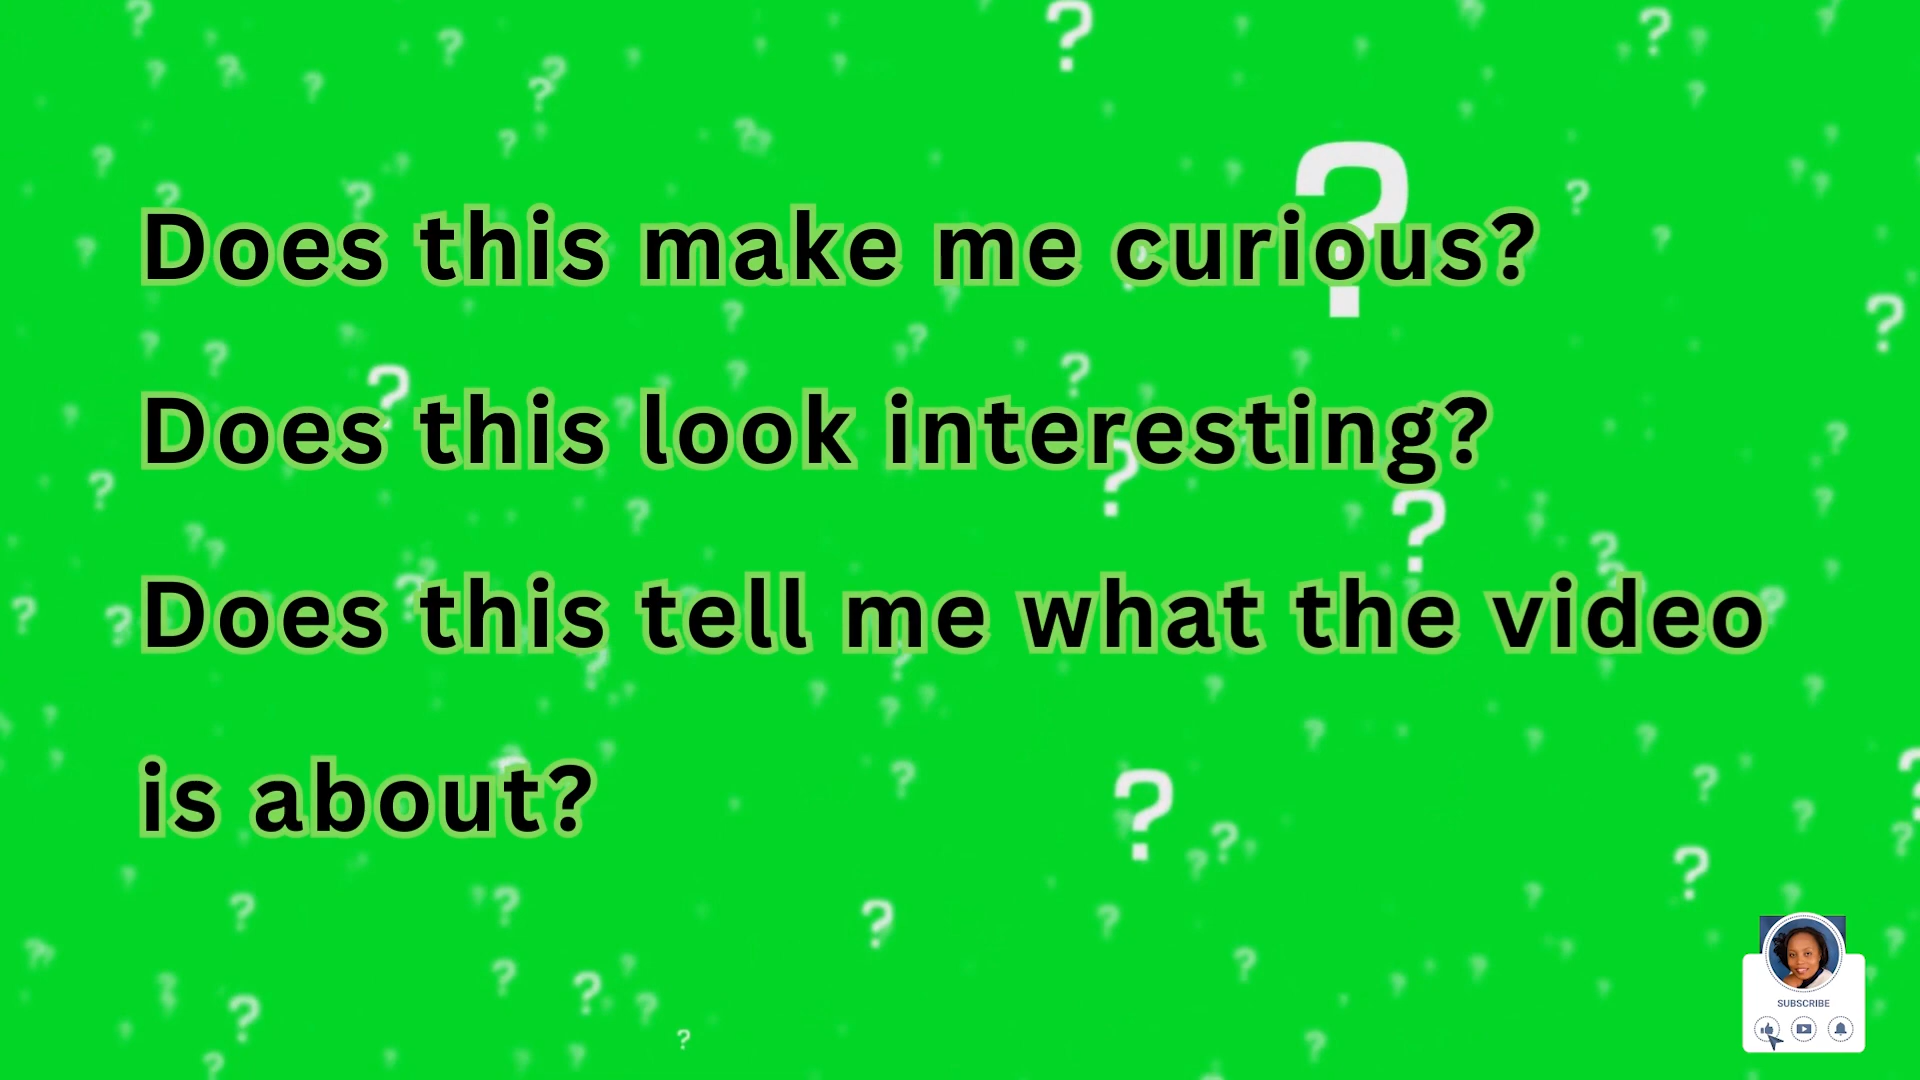 Does this make me curious?
Does this look interesting?
Does this tell me what the video
is about?
SUBSCRIBE